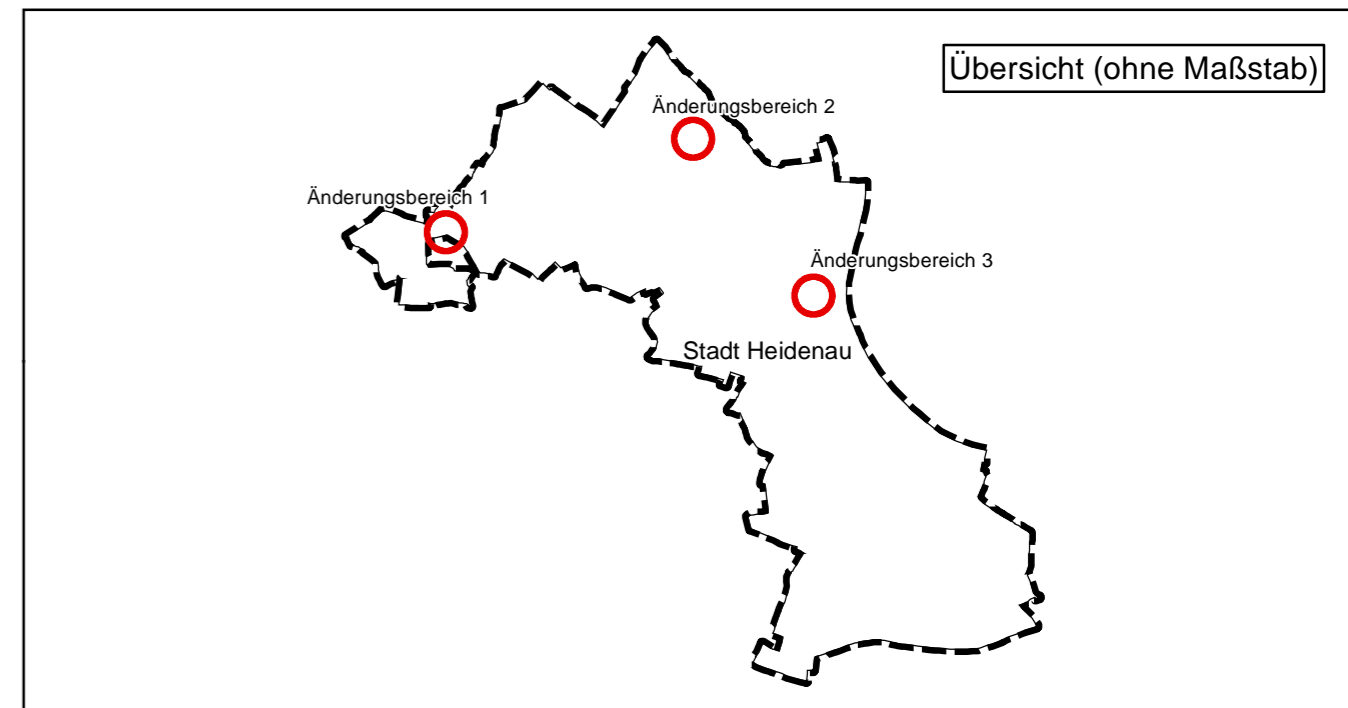 Übersicht (ohne Maßstab)
Änderungsbereich 2
Änderungsbereich 1
Änderungsbereich 3
Stadt Heidenau